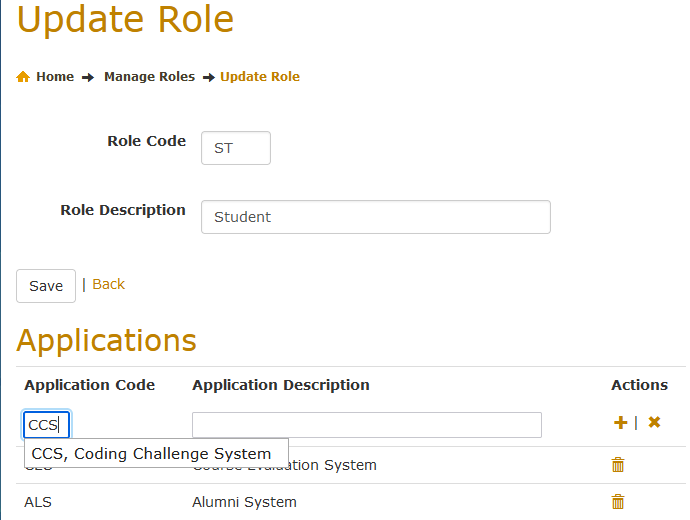 Update Role
Home Manage Roles Update Role
Role Code ST
Role Description Student
Save | Back
Applications
Application Code Application Description Actions
CCS |
CCS, Coding Challenge System
Course Evaluation System
ALS Alumni System